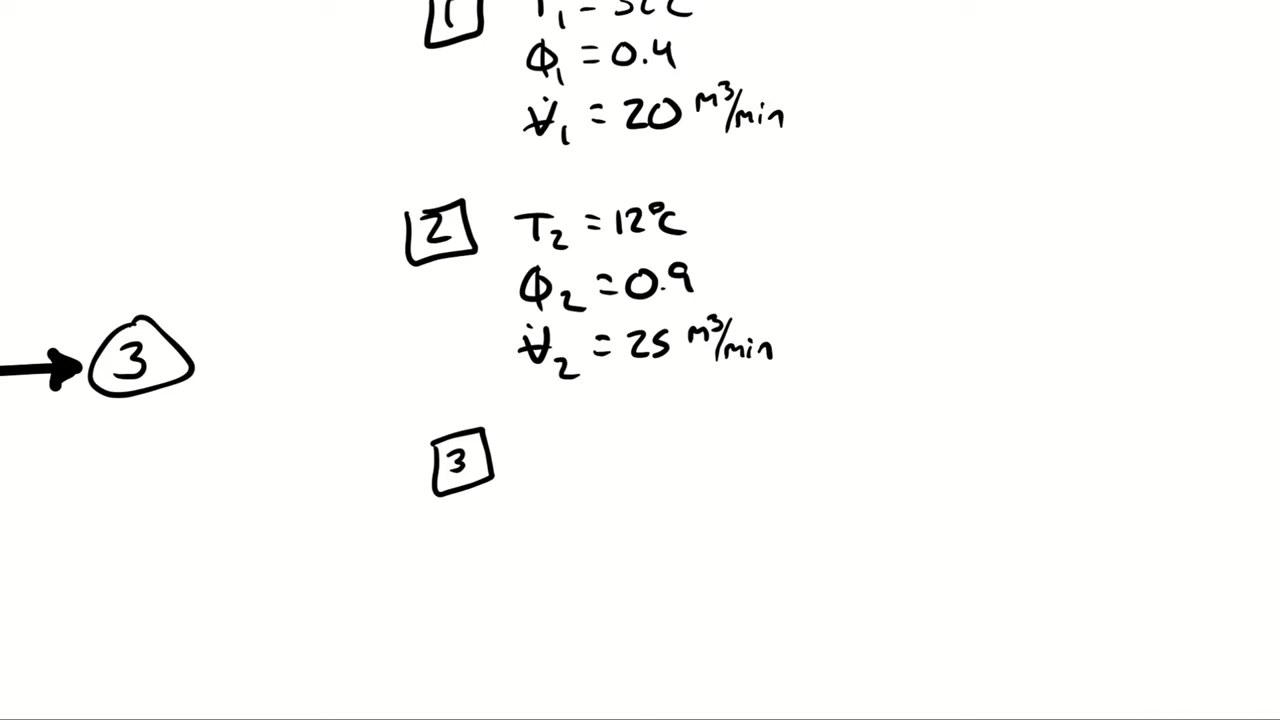 1
ϕ₁ = 0.4
V̇₁ = 20 m³/min
2 T₂ = 12°C
ϕ₂ = 0.9
V̇₂ = 25 m³/min
3
3